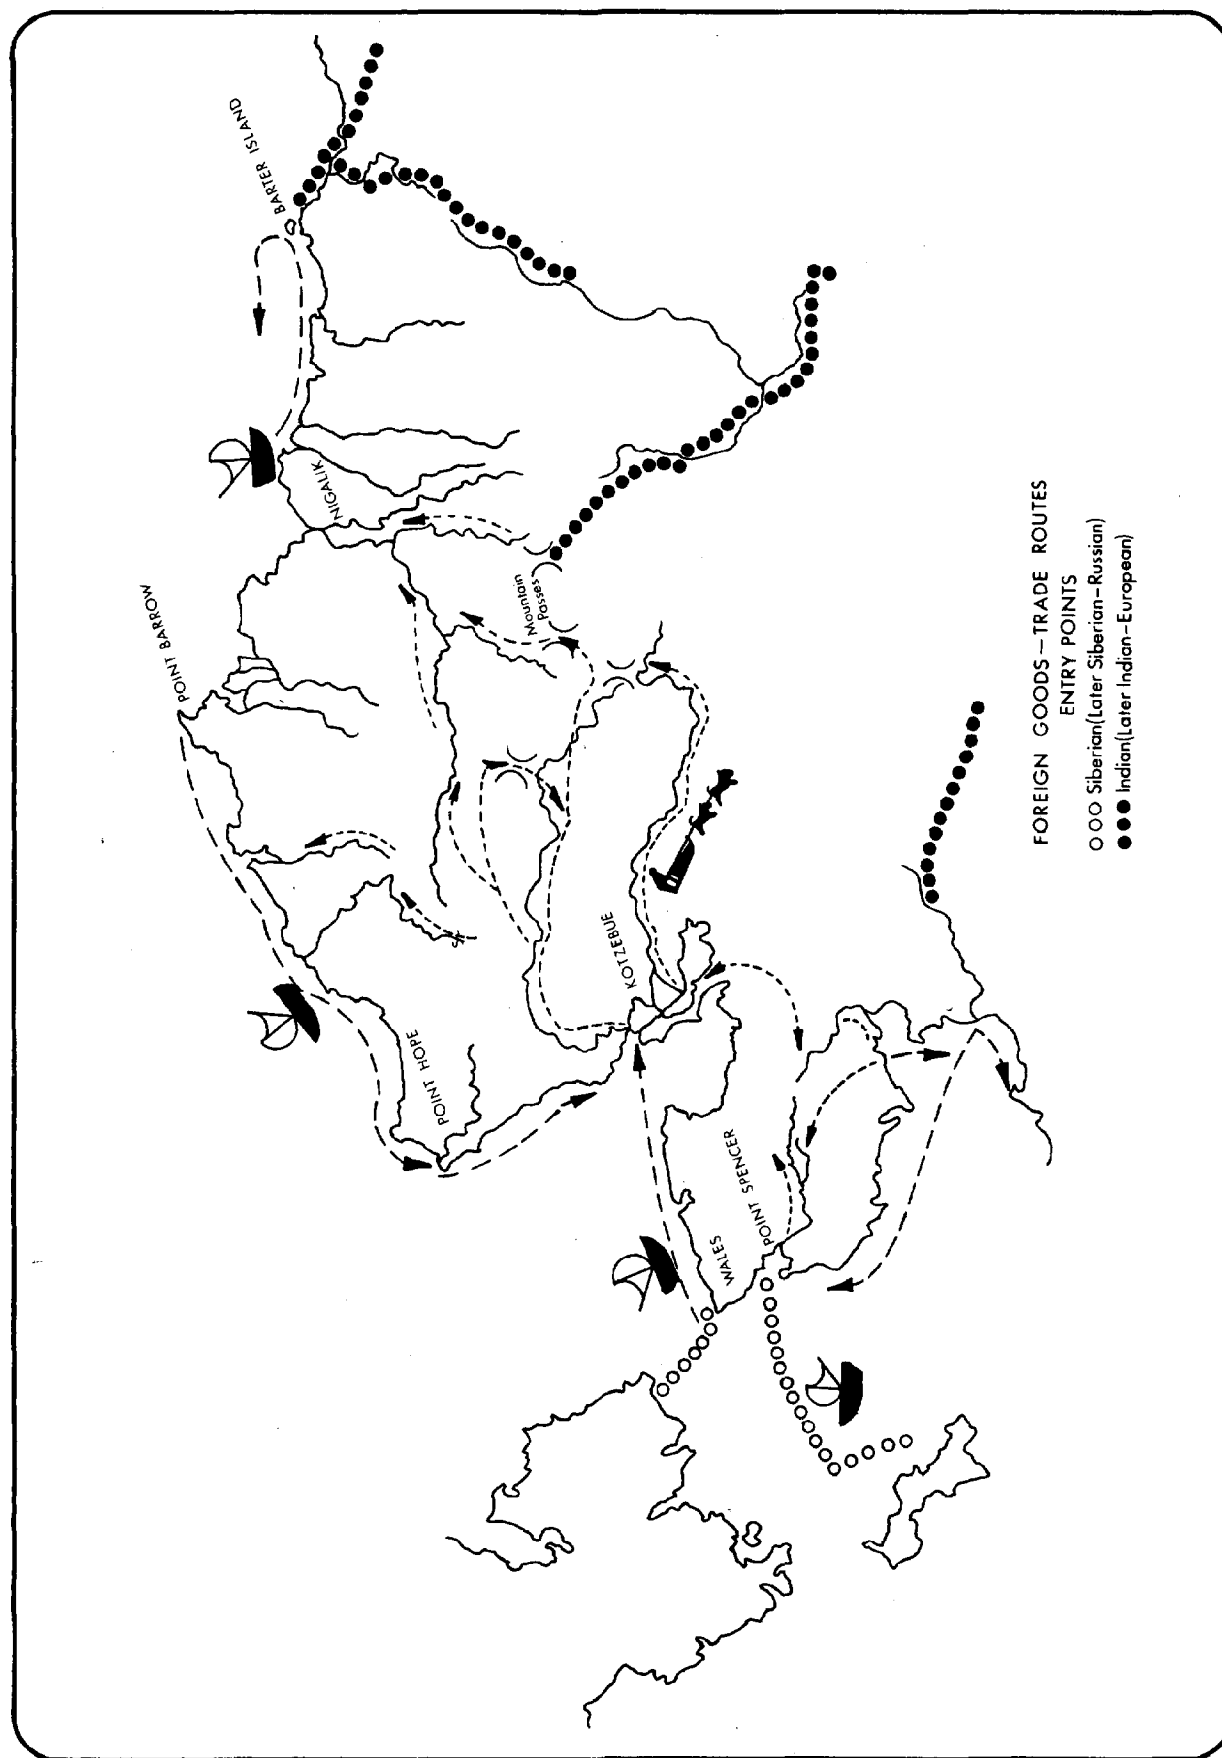 BARTER ISLAND
POINT BARROW
NIGALIK
Mountain
Passes
POINT HOPE
KOTZEBUE
WALES
POINT SPENCER
FOREIGN GOODS—TRADE ROUTES
ENTRY POINTS
Siberian(Later Siberian-Russian)
Indian(Later Indian-European)